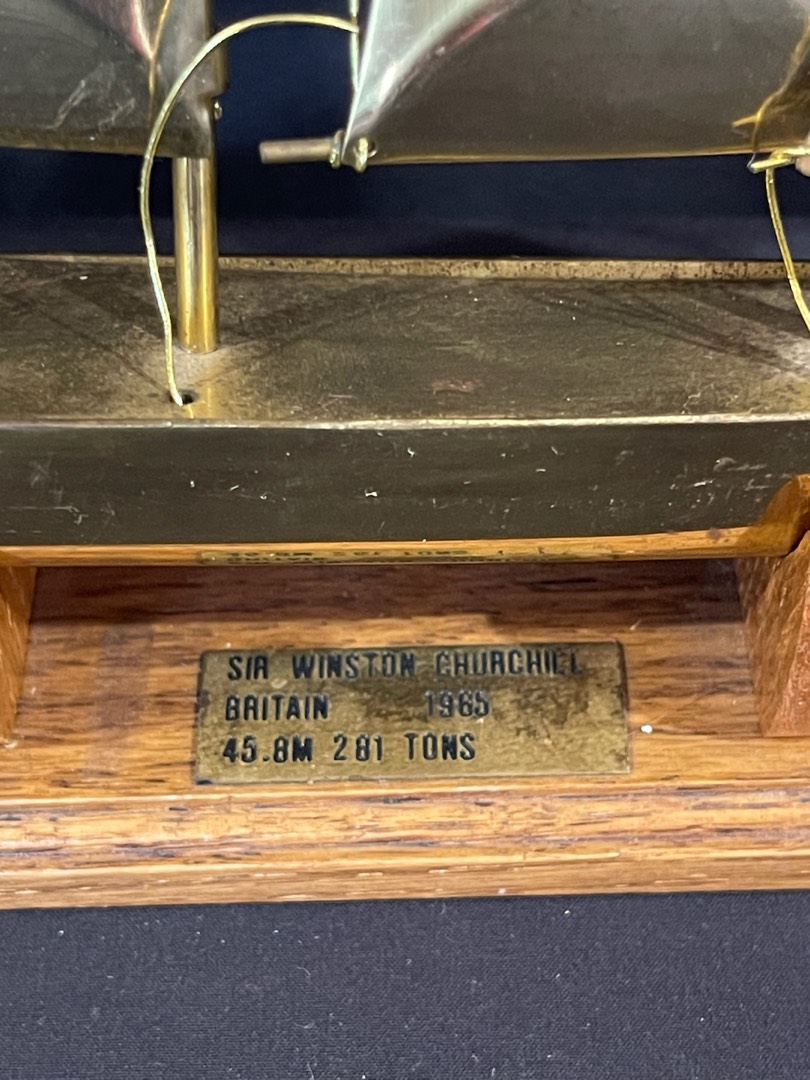 SIR WINSTON CHURCHILL
BRITAIN 1965
45.8M 281 TONS